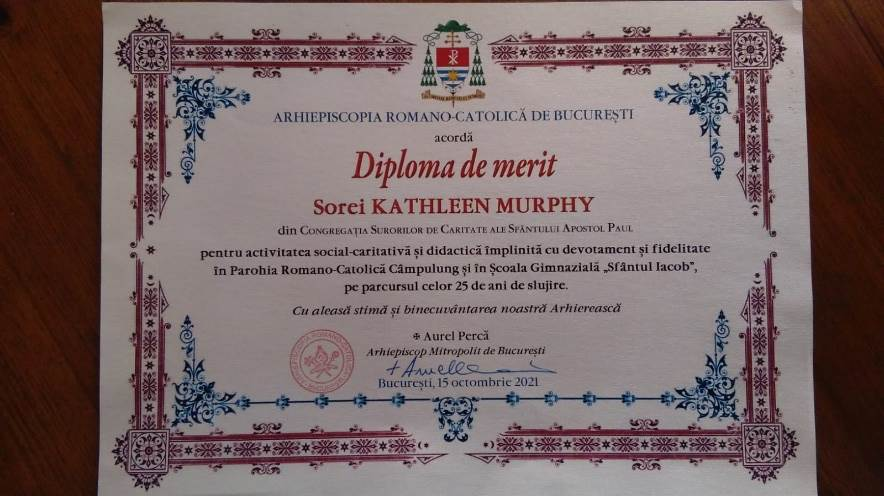 ARHIEPISCOPIA ROMANO-CATOLICĂ DE BUCUREȘTI
acordă
Diploma de merit
Sorei KATHLEEN MURPHY
din CONGREGAȚIA SURORILOR DE CARITATE ALE SFÂNTULUI APOSTOL PAUL
pentru activitatea social-caritativă și didactică împlinită cu devotament și fidelitate
în Parohia Romano-Catolică Câmpulung și în Școala Gimnazială „Sfântul Iacob”,
pe parcursul celor 25 de ani de slujire.
Cu aleasă stimă și binecuvântarea noastră Arhierească
✠ Aurel Percă
Arhiepiscop Mitropolit de București
București, 15 octombrie 2021